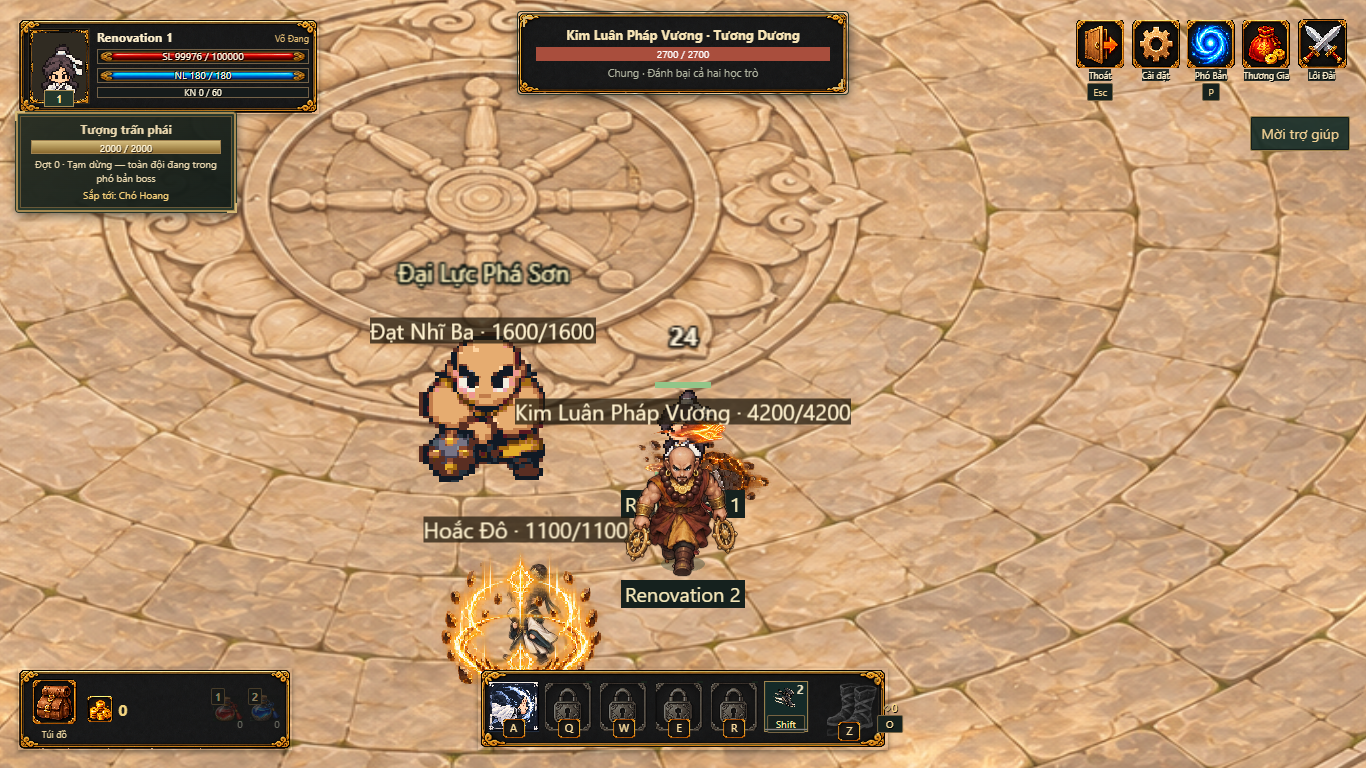 Renovation 1
Võ Đang
SL 99976 / 100000
NL 180 / 180
KN 0 / 60
1
Tượng trấn phái
2000 / 2000
Đợt 0 · Tạm dừng — toàn đội đang trong
phó bản boss
Sắp tới: Chó Hoang
Kim Luân Pháp Vương · Tương Dương
2700 / 2700
Chung · Đánh bại cả hai học trò
Thoát
Cài đặt
Phó Bản
Thương Gia
Lôi Đài
Esc
P
Mời trợ giúp
Đại Lực Phá Sơn
Đạt Nhĩ Ba · 1600/1600
24
Kim Luân Pháp Vương · 4200/4200
R
1
Hoắc Đô · 1100/1100
Renovation 2
Túi đồ
0
1
0
2
0
A
Q
W
E
R
2
Shift
Z
O